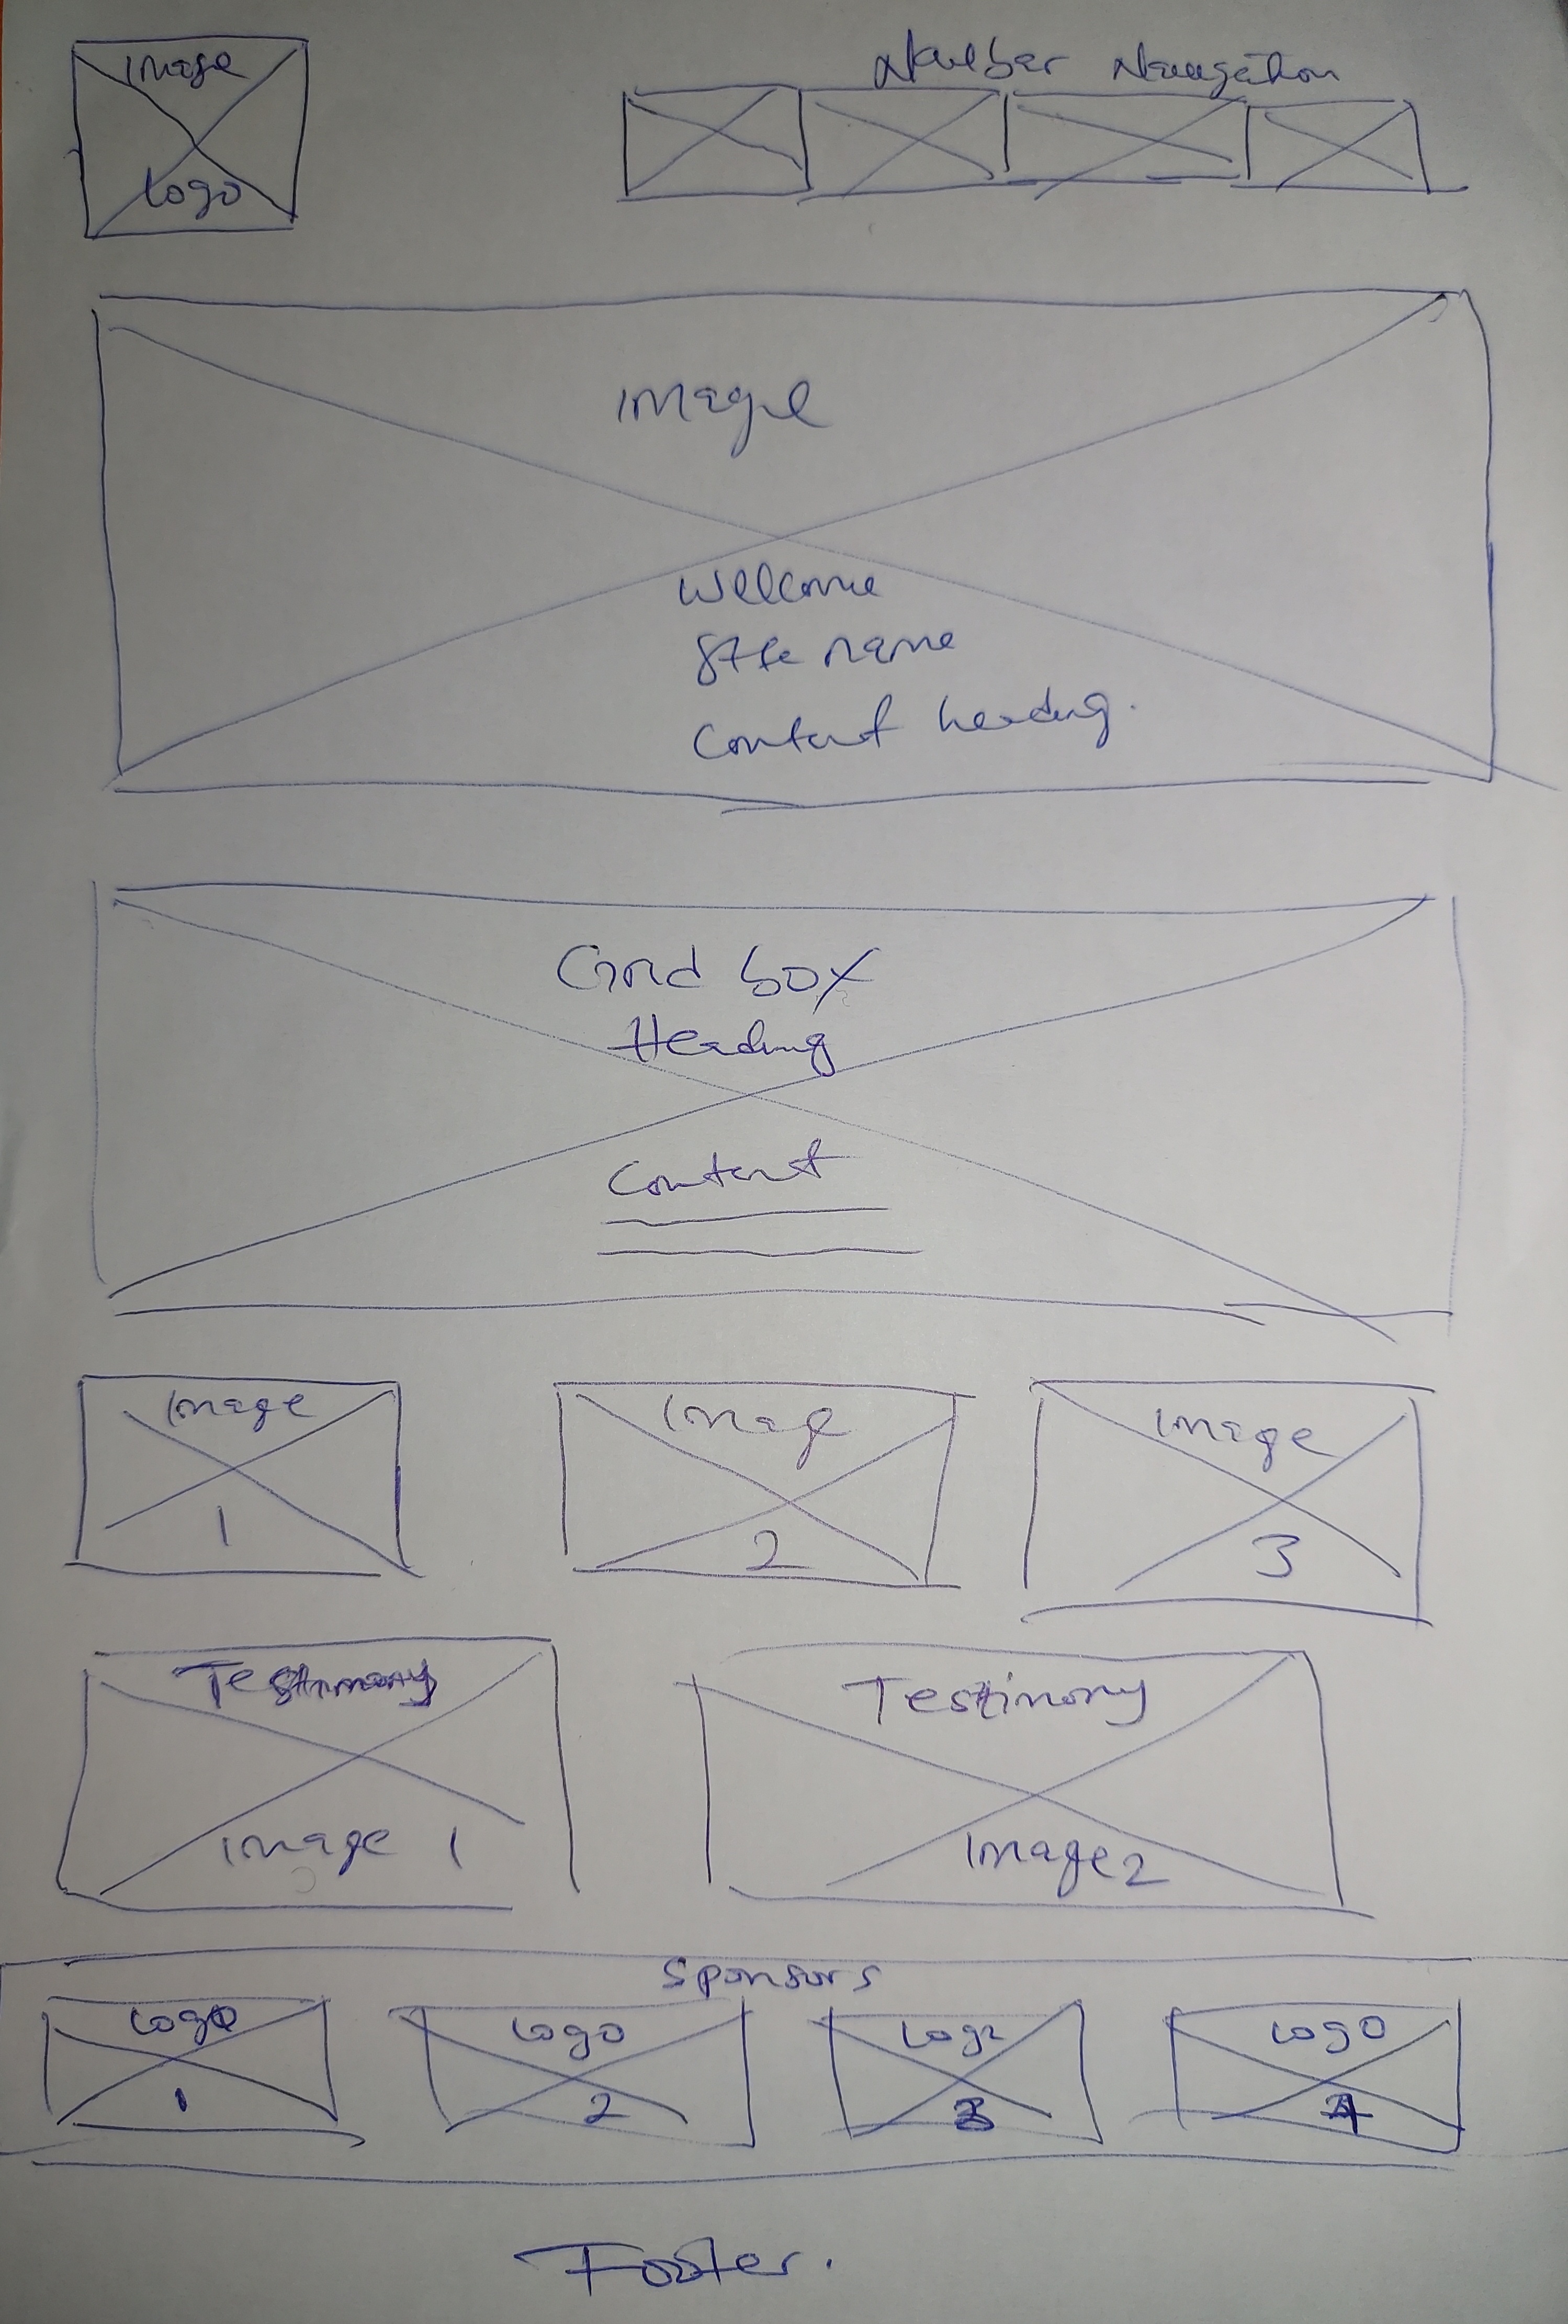 Image
Logo
Navbar Navigation
Image
Welcome
Site name
Content heading.
Grid box
Heading
Content
Image
1
Image
2
Image
3
Testimony
Image 1
Testimony
Image 2
Sponsors
Logo
1
Logo
2
Logo
3
Logo
4
Footer.